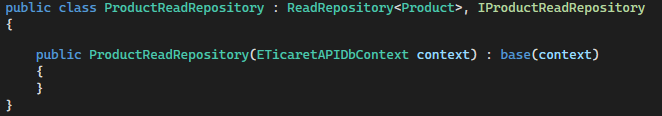 public class ProductReadRepository : ReadRepository<Product>, IProductReadRepository
{
public ProductReadRepository(ETicaretAPIDbContext context) : base(context)
{
}
}